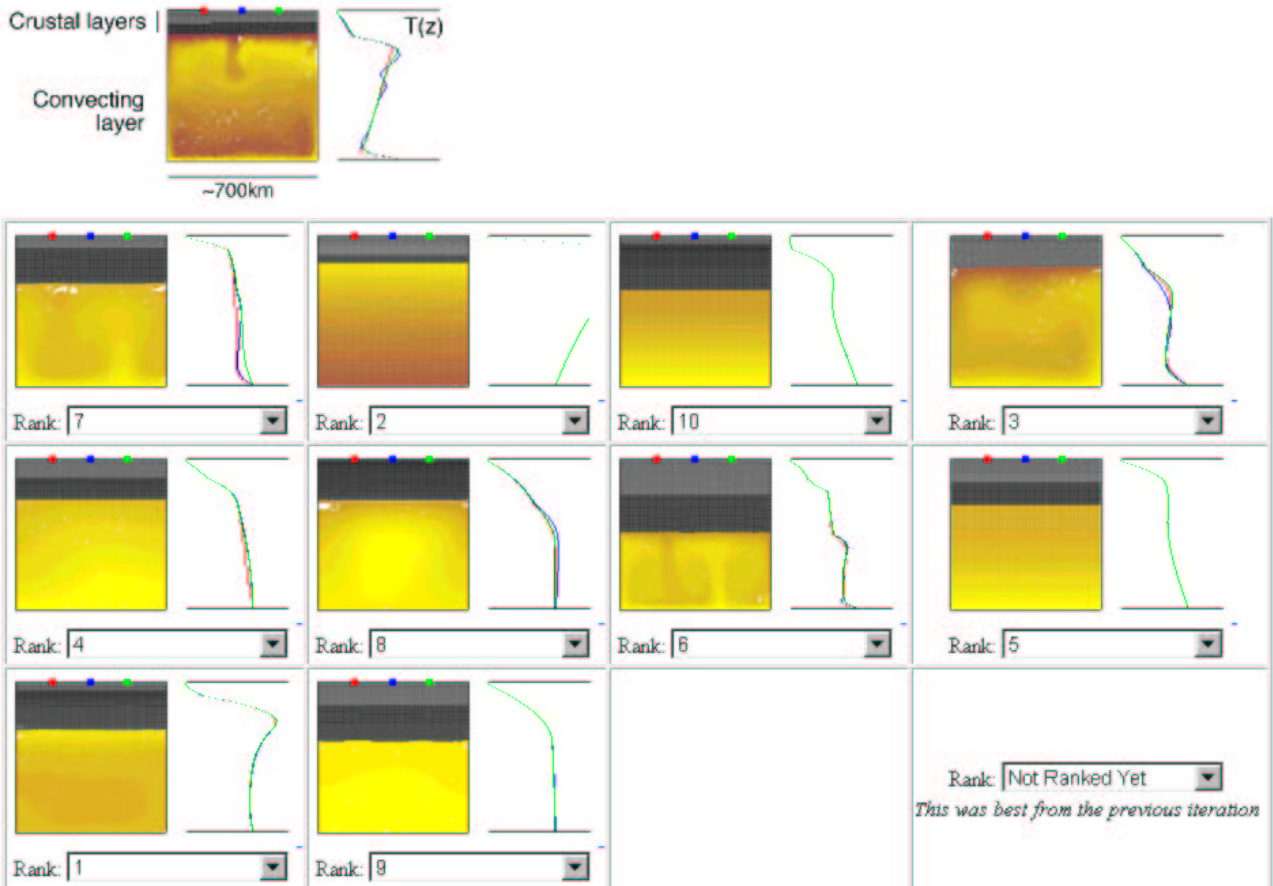 Crustal layers
T(z)
Convecting
layer
~700km
Rank: 7
Rank: 2
Rank: 10
Rank: 3
Rank: 4
Rank: 8
Rank: 6
Rank: 5
Rank: 1
Rank: 9
Rank: Not Ranked Yet
This was best from the previous iteration